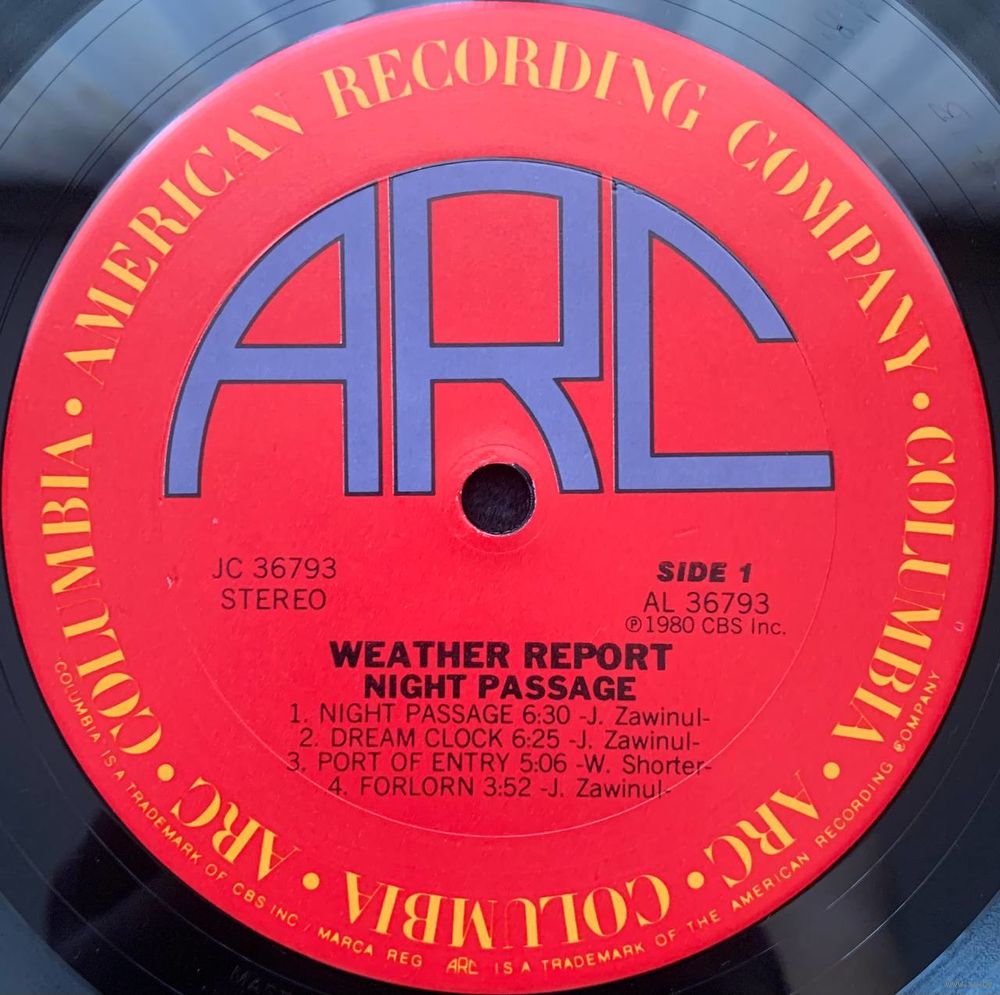 AMERICAN RECORDING COMPANY • COLUMBIA • ARC • COLUMBIA • ARC • COLUMBIA •
ARC
JC 36793
STEREO
SIDE 1
AL 36793
℗1980 CBS Inc.
WEATHER REPORT
NIGHT PASSAGE
1. NIGHT PASSAGE 6:30 -J. Zawinul-
2. DREAM CLOCK 6:25 -J. Zawinul-
3. PORT OF ENTRY 5:06 -W. Shorter-
4. FORLORN 3:52 -J. Zawinul-
COLUMBIA IS A TRADEMARK OF CBS INC / MARCA REG ARC IS A TRADEMARK OF THE AMERICAN RECORDING COMPANY